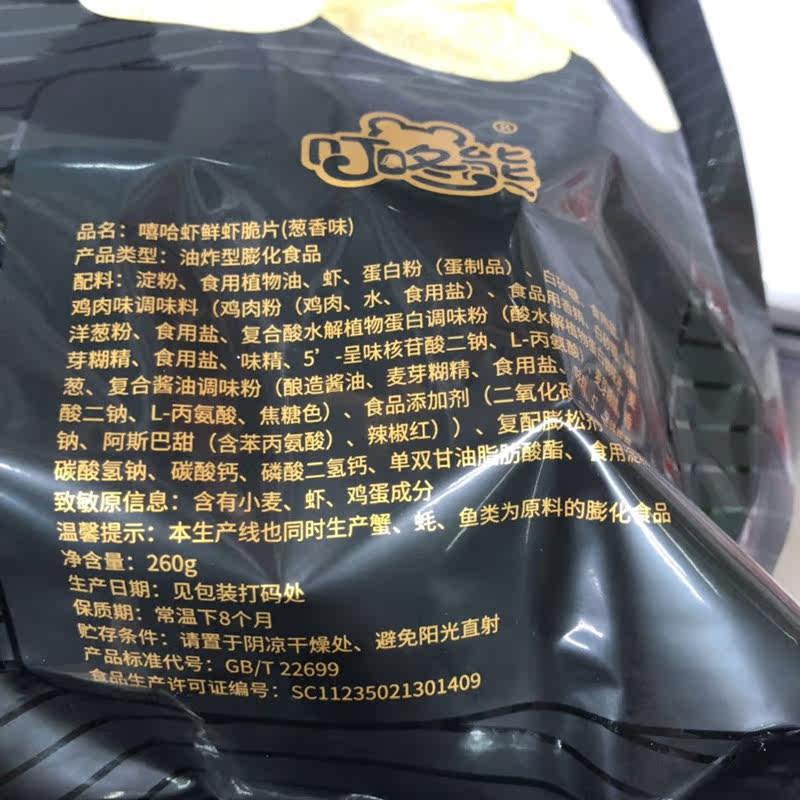 叮咚熊®
品名：嘻哈虾鲜虾脆片(葱香味)
产品类型：油炸型膨化食品
配料：淀粉、食用植物油、虾、蛋白粉（蛋制品）、白砂糖、食用盐
鸡肉味调味料（鸡肉粉（鸡肉、水、食用盐）、食品用香精、白砂糖
洋葱粉、食用盐、复合酸水解植物蛋白调味粉（酸水解植物
芽糊精、食用盐、味精、5’-呈味核苷酸二钠、L-丙氨酸）
葱、复合酱油调味粉（酿造酱油、麦芽糊精、食用盐、
酸二钠、L-丙氨酸、焦糖色）、食品添加剂（二氧化硅
钠、阿斯巴甜（含苯丙氨酸）、辣椒红））、复配膨松剂
碳酸氢钠、碳酸钙、磷酸二氢钙、单双甘油脂肪酸酯、食用淀
致敏原信息：含有小麦、虾、鸡蛋成分
温馨提示：本生产线也同时生产蟹、蚝、鱼类为原料的膨化食品
净含量：260g
生产日期：见包装打码处
保质期：常温下8个月
贮存条件：请置于阴凉干燥处、避免阳光直射
产品标准代号：GB/T 22699
食品生产许可证编号：SC11235021301409